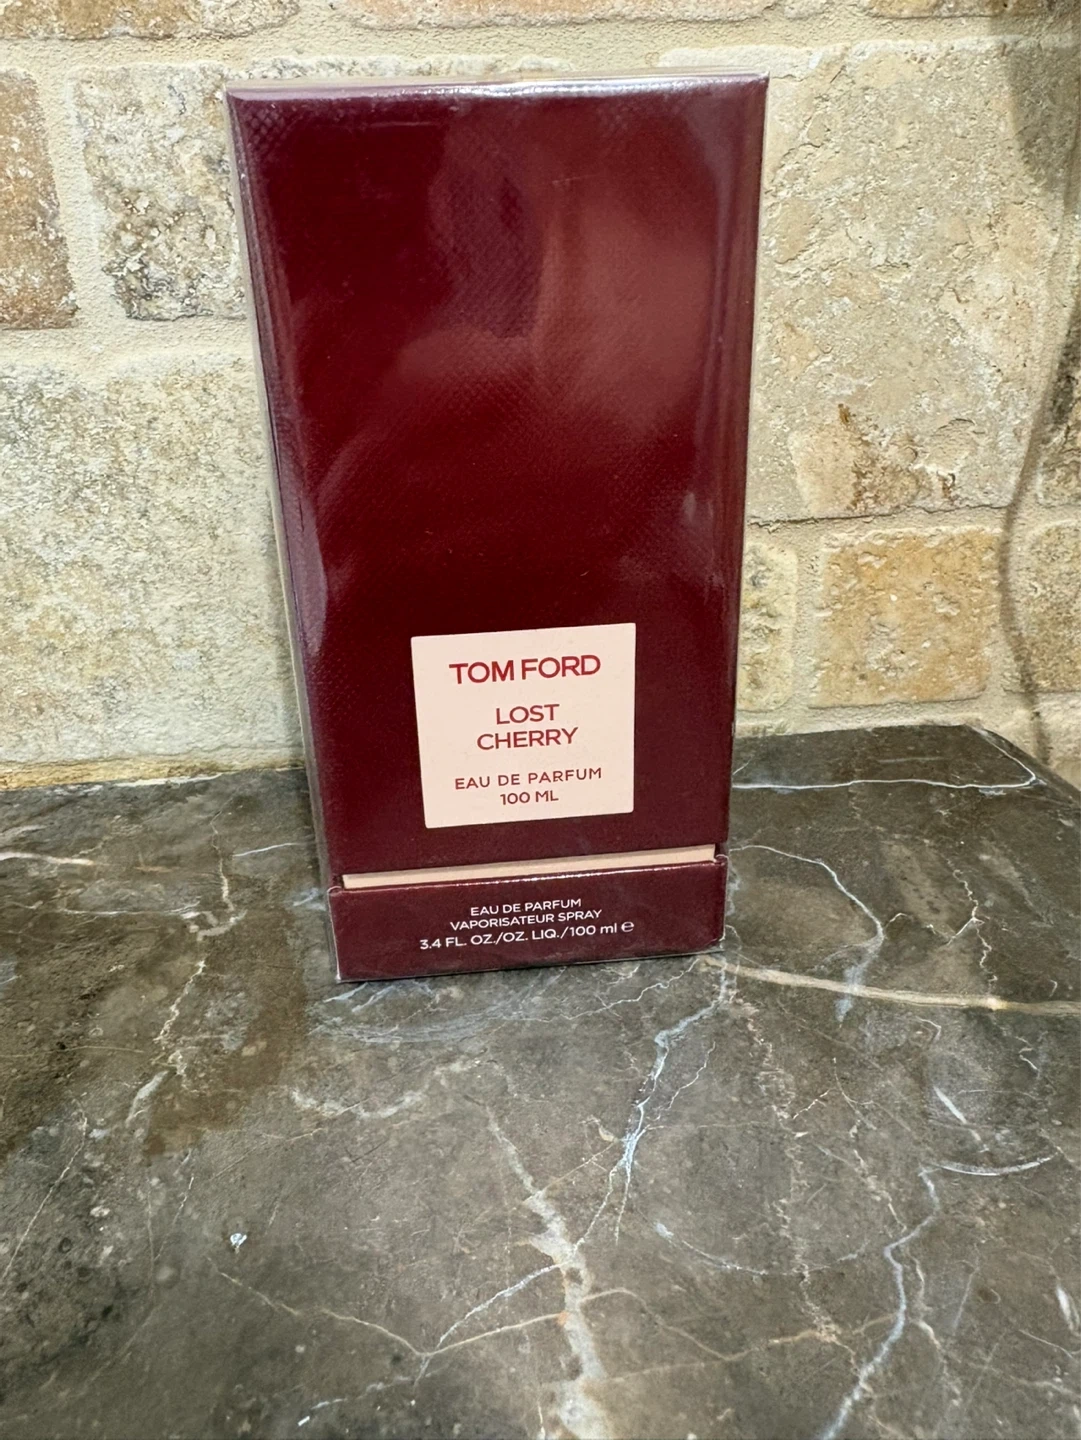 TOM FORD
LOST
CHERRY
EAU DE PARFUM
100 ML
EAU DE PARFUM
VAPORISATEUR SPRAY
3.4 FL. OZ./OZ. LIQ./100 ml ℮